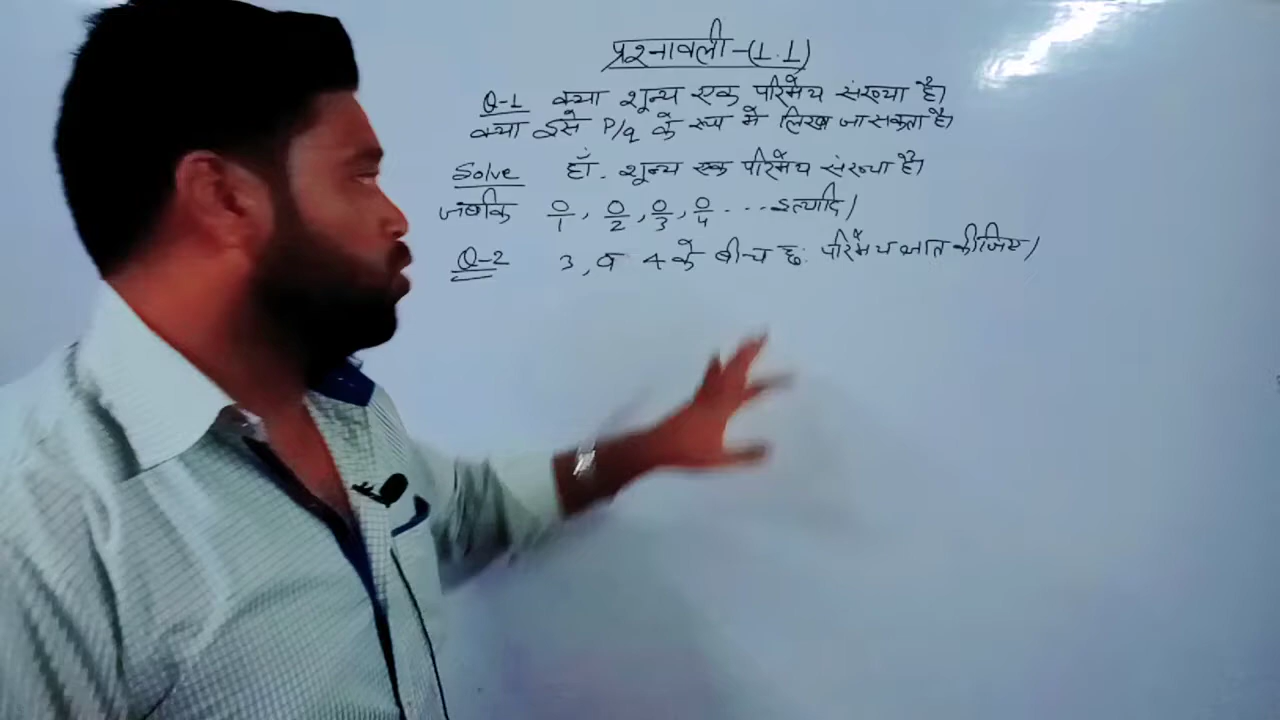 प्रश्नावली-(1.1)
Q-1 क्या शून्य एक परिमेय संख्या है।
क्या इसे P/q के रूप में लिखा जा सकता है।
Solve हाँ. शून्य एक परिमेय संख्या है।
जबकि 0/1, 0/2, 0/3, 0/4 ... इत्यादि।
Q-2 3, व 4 के बीच छः परिमेय ज्ञात कीजिए।